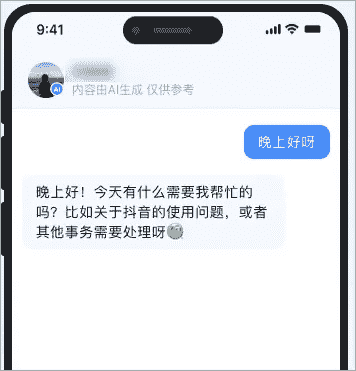 9:41
AI
内容由AI生成 仅供参考
晚上好呀
晚上好！今天有什么需要我帮忙的
吗？比如关于抖音的使用问题，或者
其他事务需要处理呀